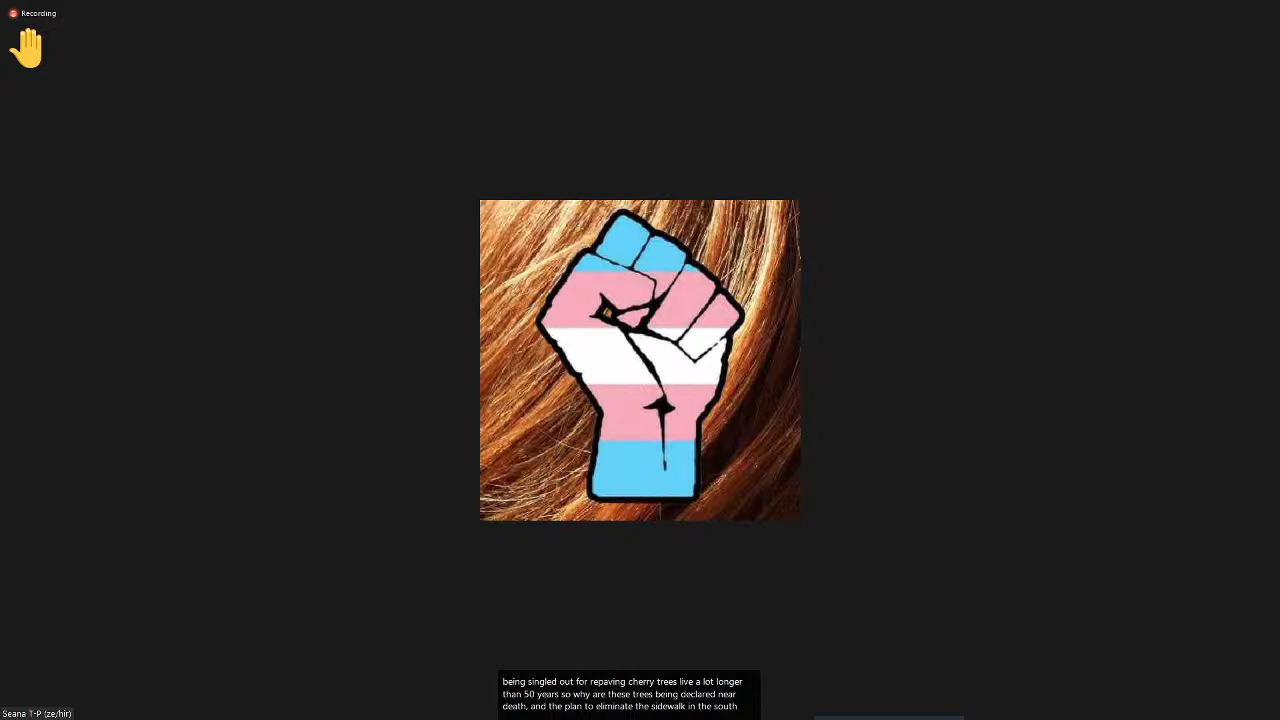 Recording
being singled out for repaving cherry trees live a lot longer
than 50 years so why are these trees being declared near
death, and the plan to eliminate the sidewalk in the south
Seana T-P (ze/hir)